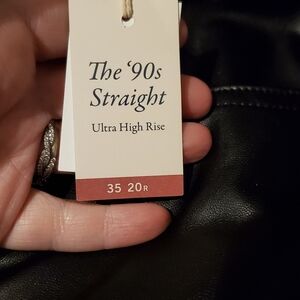 The ‘90s
Straight
Ultra High Rise
35 20R